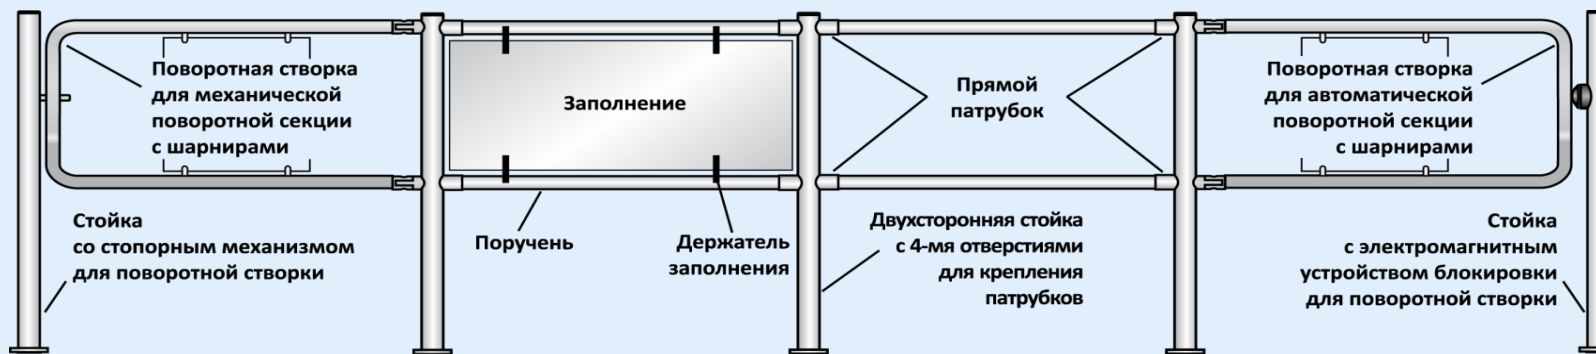 Поворотная створка
для механической
поворотной секции
с шарнирами
Заполнение
Прямой
патрубок
Поворотная створка
для автоматической
поворотной секции
с шарнирами
Стойка
со стопорным механизмом
для поворотной створки
Поручень
Держатель
заполнения
Двухсторонняя стойка
с 4-мя отверстиями
для крепления
патрубков
Стойка
с электромагнитным
устройством блокировки
для поворотной створки